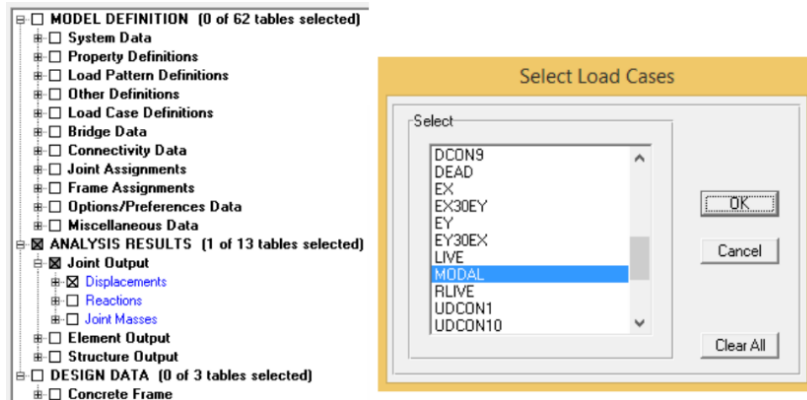 MODEL DEFINITION (0 of 62 tables selected)
System Data
Property Definitions
Load Pattern Definitions
Other Definitions
Load Case Definitions
Bridge Data
Connectivity Data
Joint Assignments
Frame Assignments
Options/Preferences Data
Miscellaneous Data
ANALYSIS RESULTS (1 of 13 tables selected)
Joint Output
Displacements
Reactions
Joint Masses
Element Output
Structure Output
DESIGN DATA (0 of 3 tables selected)
Concrete Frame
Select Load Cases
Select
DCON9
DEAD
EX
EX30EY
EY
EY30EX
LIVE
MODAL
RLIVE
UDCON1
UDCON10
OK
Cancel
Clear All